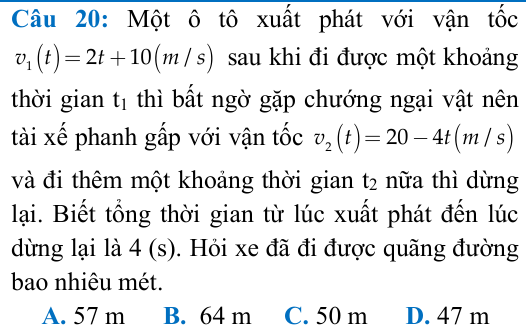 Câu 20: Một ô tô xuất phát với vận tốc
v₁(t) = 2t + 10(m / s) sau khi đi được một khoảng
thời gian t₁ thì bất ngờ gặp chướng ngại vật nên
tài xế phanh gấp với vận tốc v₂(t) = 20 − 4t(m / s)
và đi thêm một khoảng thời gian t₂ nữa thì dừng
lại. Biết tổng thời gian từ lúc xuất phát đến lúc
dừng lại là 4 (s). Hỏi xe đã đi được quãng đường
bao nhiêu mét.
A. 57 m B. 64 m C. 50 m D. 47 m